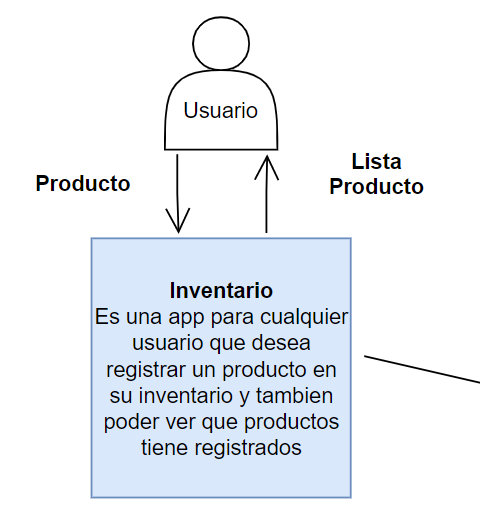 Usuario
Producto
Lista
Producto
Inventario
Es una app para cualquier
usuario que desea
registrar un producto en
su inventario y tambien
poder ver que productos
tiene registrados